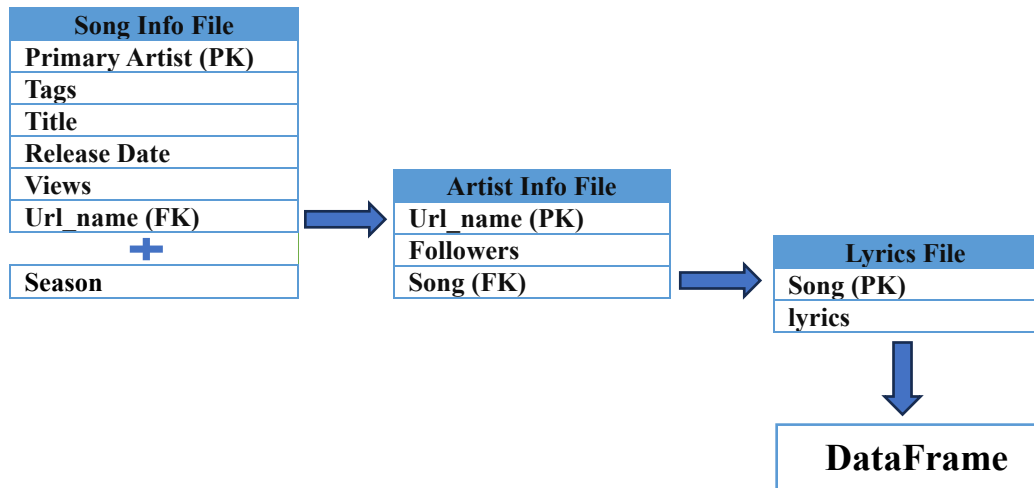 Song Info File
Primary Artist (PK)
Tags
Title
Release Date
Views
Url_name (FK)
Season
Artist Info File
Url_name (PK)
Followers
Song (FK)
Lyrics File
Song (PK)
lyrics
DataFrame